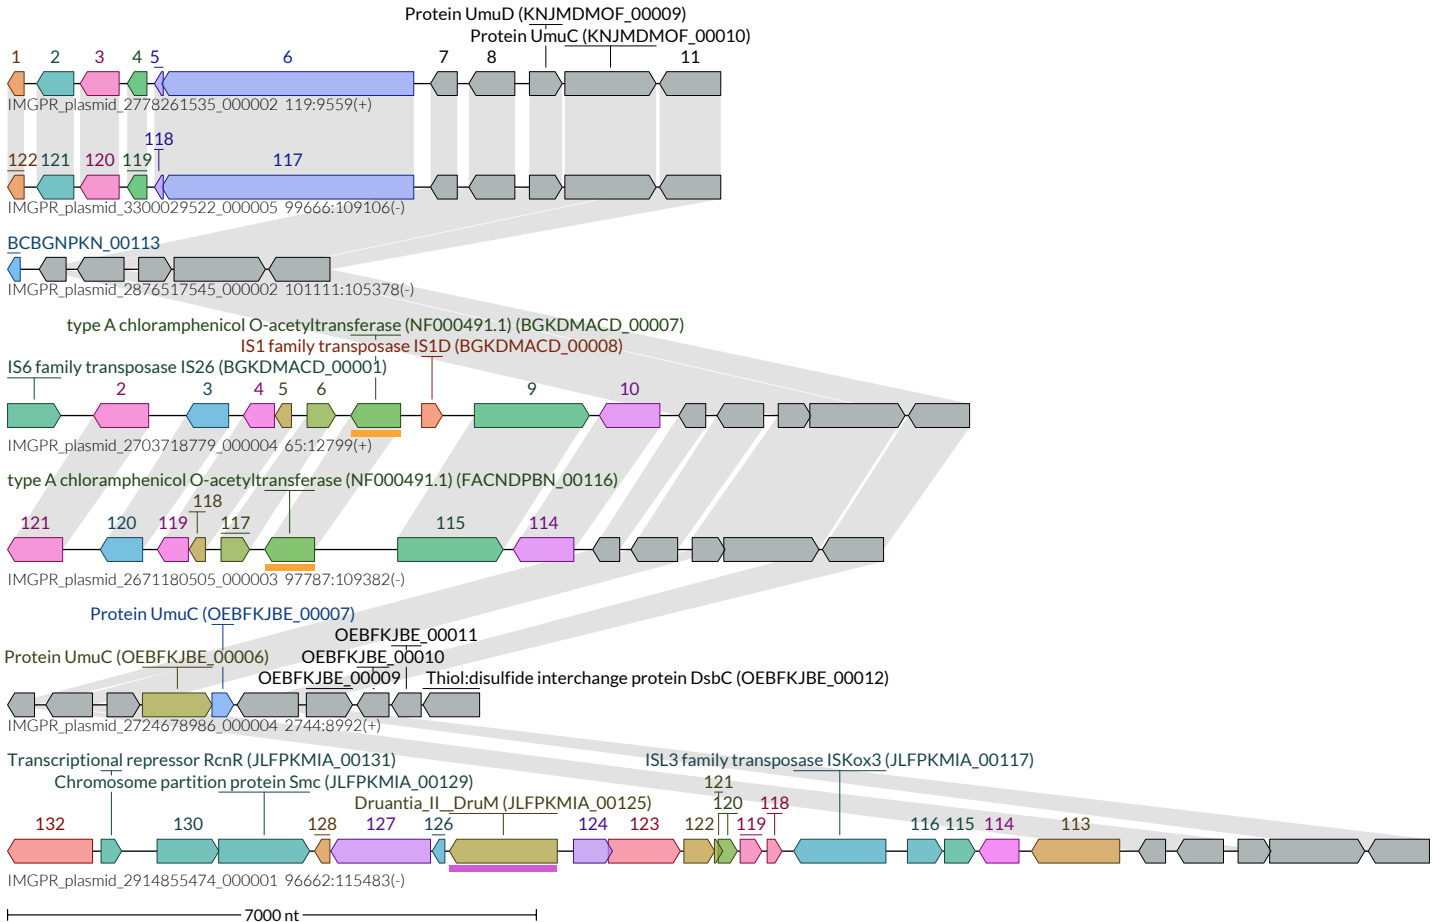 Protein UmuD (KNJMDMOF_00009)
Protein UmuC (KNJMDMOF_00010)
1 2 3 4 5 6 7 8 11
IMGPR_plasmid_2778261535_000002 119:9559(+)
118
122 121 120 119 117
IMGPR_plasmid_3300029522_000005 99666:109106(-)
BCBGNPKN_00113
IMGPR_plasmid_2876517545_000002 101111:105378(-)
type A chloramphenicol O-acetyltransferase (NF000491.1) (BGKDMACD_00007)
IS1 family transposase IS1D (BGKDMACD_00008)
IS6 family transposase IS26 (BGKDMACD_00001)
2 3 4 5 6 9 10
IMGPR_plasmid_2703718779_000004 65:12799(+)
type A chloramphenicol O-acetyltransferase (NF000491.1) (FACNDPBN_00116)
118
121 120 119 117 115 114
IMGPR_plasmid_2671180505_000003 97787:109382(-)
Protein UmuC (OEBFKJBE_00007)
OEBFKJBE_00011
Protein UmuC (OEBFKJBE_00006) OEBFKJBE_00010
OEBFKJBE_00009 Thiol:disulfide interchange protein DsbC (OEBFKJBE_00012)
IMGPR_plasmid_2724678986_000004 2744:8992(+)
Transcriptional repressor RcnR (JLFPKMIA_00131) ISL3 family transposase ISKox3 (JLFPKMIA_00117)
Chromosome partition protein Smc (JLFPKMIA_00129) 121
Druantia_II__DruM (JLFPKMIA_00125) 120 118
132 130 128 127 126 124 123 122 119 116 115 114 113
IMGPR_plasmid_2914855474_000001 96662:115483(-)
7000 nt